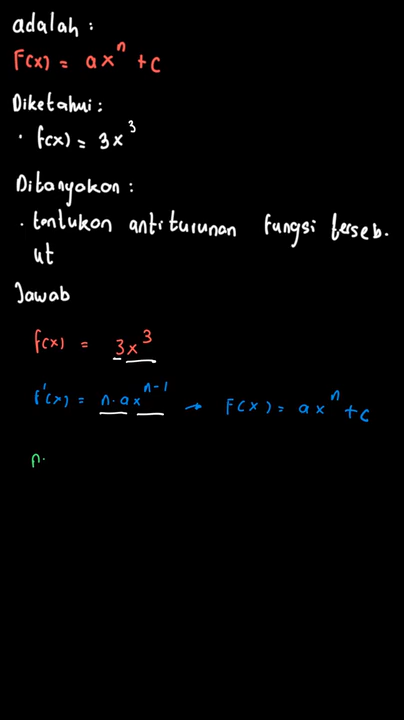 adalah :
F(x) = ax^n + c
Diketahui :
• f(x) = 3x^3
Ditanyakan :
• tentukan anti turunan fungsi terseb.
ut
Jawab
f(x) = 3x^3
f'(x) = n. ax^{n-1} → F(x) = ax^n + c
n.